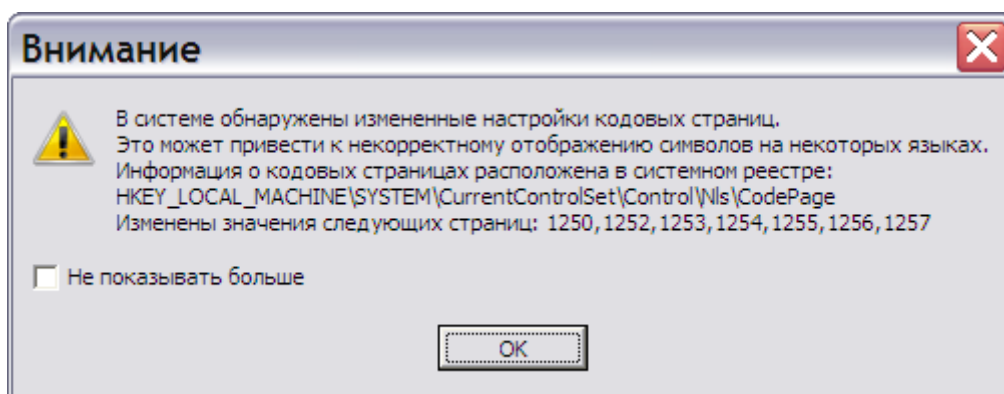 Внимание
В системе обнаружены измененные настройки кодовых страниц.
Это может привести к некорректному отображению символов на некоторых языках.
Информация о кодовых страницах расположена в системном реестре:
HKEY_LOCAL_MACHINE\SYSTEM\CurrentControlSet\Control\Nls\CodePage
Изменены значения следующих страниц: 1250,1252,1253,1254,1255,1256,1257
Не показывать больше
OK